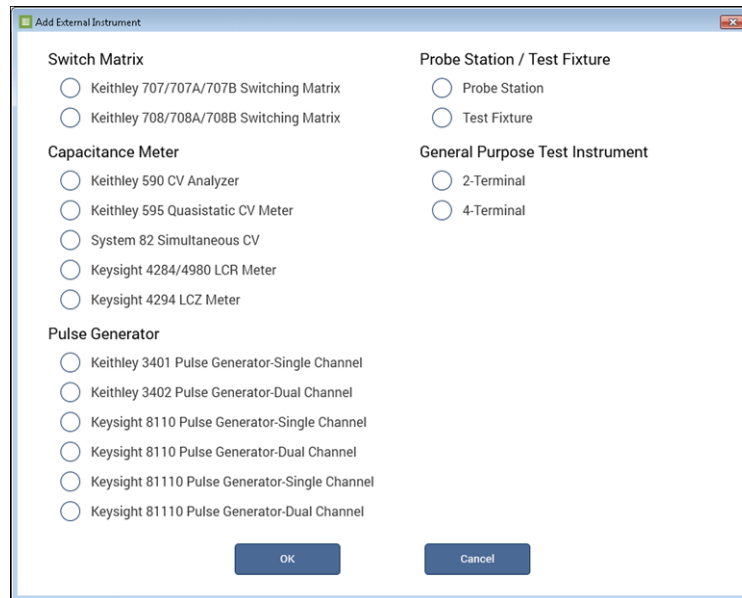 Add External Instrument
Switch Matrix
Keithley 707/707A/707B Switching Matrix
Keithley 708/708A/708B Switching Matrix
Capacitance Meter
Keithley 590 CV Analyzer
Keithley 595 Quasistatic CV Meter
System 82 Simultaneous CV
Keysight 4284/4980 LCR Meter
Keysight 4294 LCZ Meter
Pulse Generator
Keithley 3401 Pulse Generator-Single Channel
Keithley 3402 Pulse Generator-Dual Channel
Keysight 8110 Pulse Generator-Single Channel
Keysight 8110 Pulse Generator-Dual Channel
Keysight 81110 Pulse Generator-Single Channel
Keysight 81110 Pulse Generator-Dual Channel
Probe Station / Test Fixture
Probe Station
Test Fixture
General Purpose Test Instrument
2-Terminal
4-Terminal
OK
Cancel